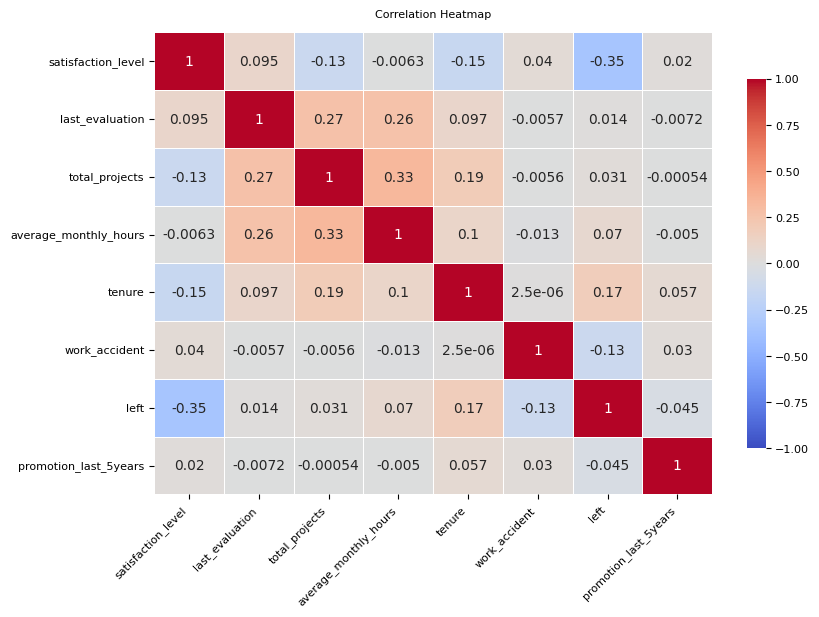 Correlation Heatmap
satisfaction_level 1 0.095 -0.13 -0.0063 -0.15 0.04 -0.35 0.02
last_evaluation 0.095 1 0.27 0.26 0.097 -0.0057 0.014 -0.0072
total_projects -0.13 0.27 1 0.33 0.19 -0.0056 0.031 -0.00054
average_monthly_hours -0.0063 0.26 0.33 1 0.1 -0.013 0.07 -0.005
tenure -0.15 0.097 0.19 0.1 1 2.5e-06 0.17 0.057
work_accident 0.04 -0.0057 -0.0056 -0.013 2.5e-06 1 -0.13 0.03
left -0.35 0.014 0.031 0.07 0.17 -0.13 1 -0.045
promotion_last_5years 0.02 -0.0072 -0.00054 -0.005 0.057 0.03 -0.045 1
satisfaction_level
last_evaluation
total_projects
average_monthly_hours
tenure
work_accident
left
promotion_last_5years
1.00
0.75
0.50
0.25
0.00
−0.25
−0.50
−0.75
−1.00